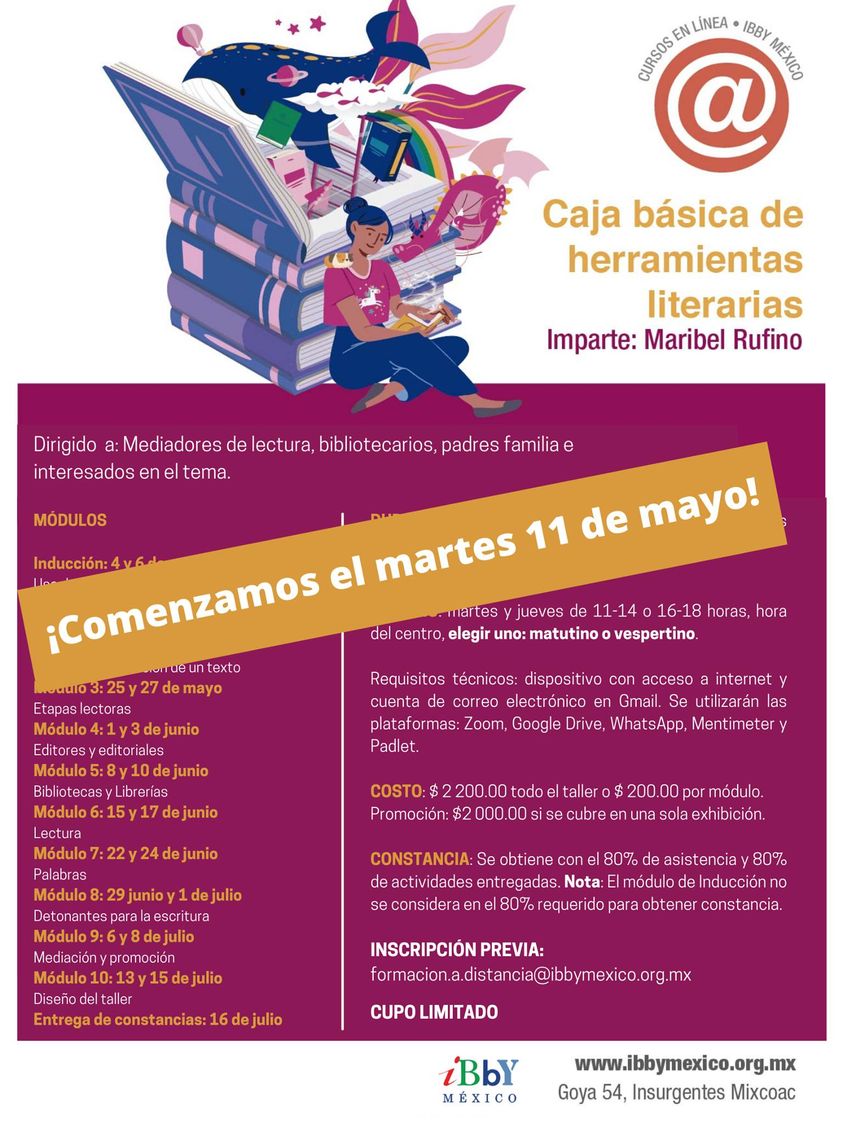 CURSOS EN LÍNEA • IBBY MÉXICO
@
Caja básica de
herramientas
literarias
Imparte: Maribel Rufino
Dirigido a: Mediadores de lectura, bibliotecarios, padres familia e
interesados en el tema.
MÓDULOS
Inducción: 4 y 6
¡Comenzamos el martes 11 de mayo!
de un texto
Módulo 3: 25 y 27 de mayo
Etapas lectoras
Módulo 4: 1 y 3 de junio
Editores y editoriales
Módulo 5: 8 y 10 de junio
Bibliotecas y Librerías
Módulo 6: 15 y 17 de junio
Lectura
Módulo 7: 22 y 24 de junio
Palabras
Módulo 8: 29 junio y 1 de julio
Detonantes para la escritura
Módulo 9: 6 y 8 de julio
Mediación y promoción
Módulo 10: 13 y 15 de julio
Diseño del taller
Entrega de constancias: 16 de julio
martes y jueves de 11-14 o 16-18 horas, hora
del centro, elegir uno: matutino o vespertino.
Requisitos técnicos: dispositivo con acceso a internet y
cuenta de correo electrónico en Gmail. Se utilizarán las
plataformas: Zoom, Google Drive, WhatsApp, Mentimeter y
Padlet.
COSTO: $ 2 200.00 todo el taller o $ 200.00 por módulo.
Promoción: $2 000.00 si se cubre en una sola exhibición.
CONSTANCIA: Se obtiene con el 80% de asistencia y 80%
de actividades entregadas. Nota: El módulo de Inducción no
se considera en el 80% requerido para obtener constancia.
INSCRIPCIÓN PREVIA:
formacion.a.distancia@ibbymexico.org.mx
CUPO LIMITADO
iBbY
MÉXICO
www.ibbymexico.org.mx
Goya 54, Insurgentes Mixcoac